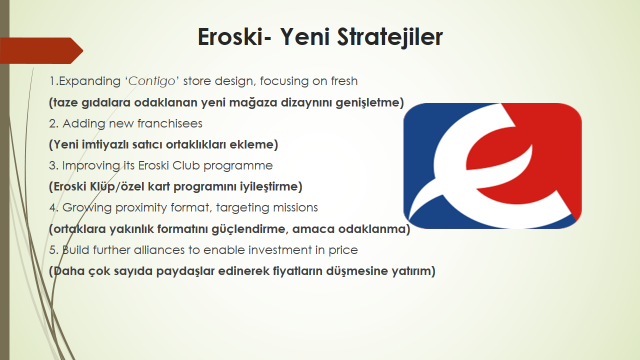 Eroski- Yeni Stratejiler
1.Expanding ‘Contigo’ store design, focusing on fresh
(taze gıdalara odaklanan yeni mağaza dizaynını genişletme)
2. Adding new franchisees
(Yeni imtiyazlı satıcı ortaklıkları ekleme)
3. Improving its Eroski Club programme
(Eroski Klüp/özel kart programını iyileştirme)
4. Growing proximity format, targeting missions
(ortaklara yakınlık formatını güçlendirme, amaca odaklanma)
5. Build further alliances to enable investment in price
(Daha çok sayıda paydaşlar edinerek fiyatların düşmesine yatırım)